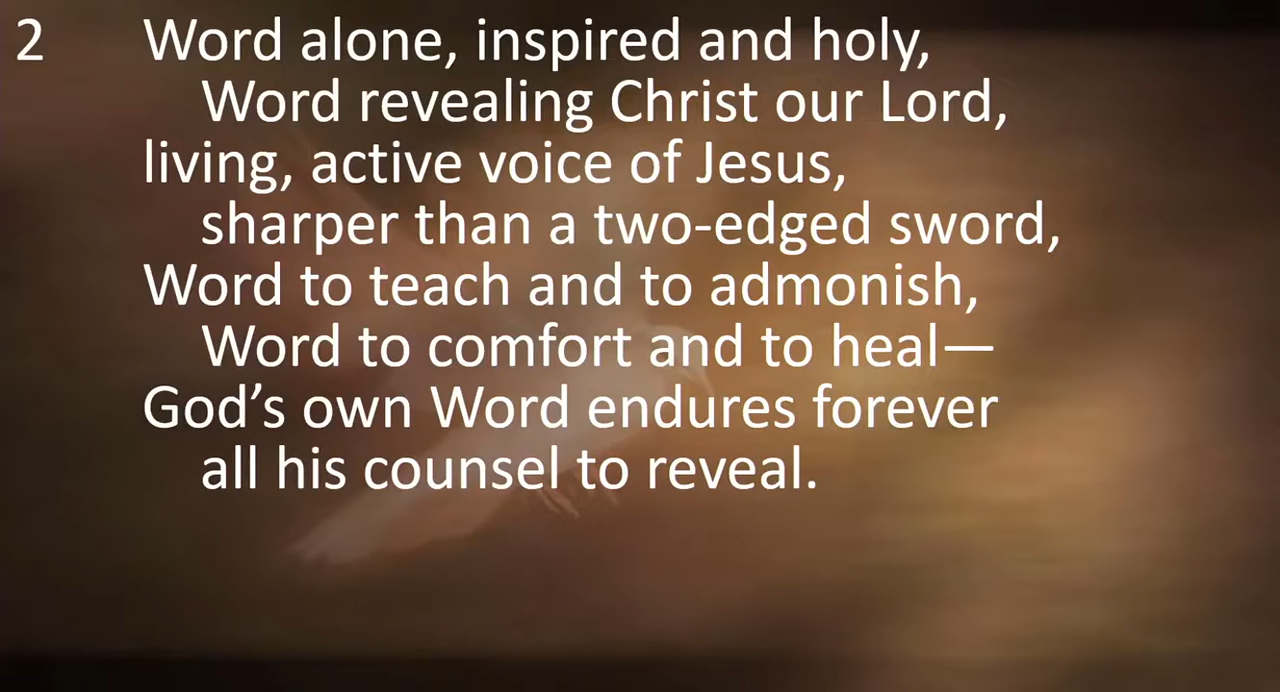 2 Word alone, inspired and holy,
Word revealing Christ our Lord,
living, active voice of Jesus,
sharper than a two-edged sword,
Word to teach and to admonish,
Word to comfort and to heal—
God’s own Word endures forever
all his counsel to reveal.